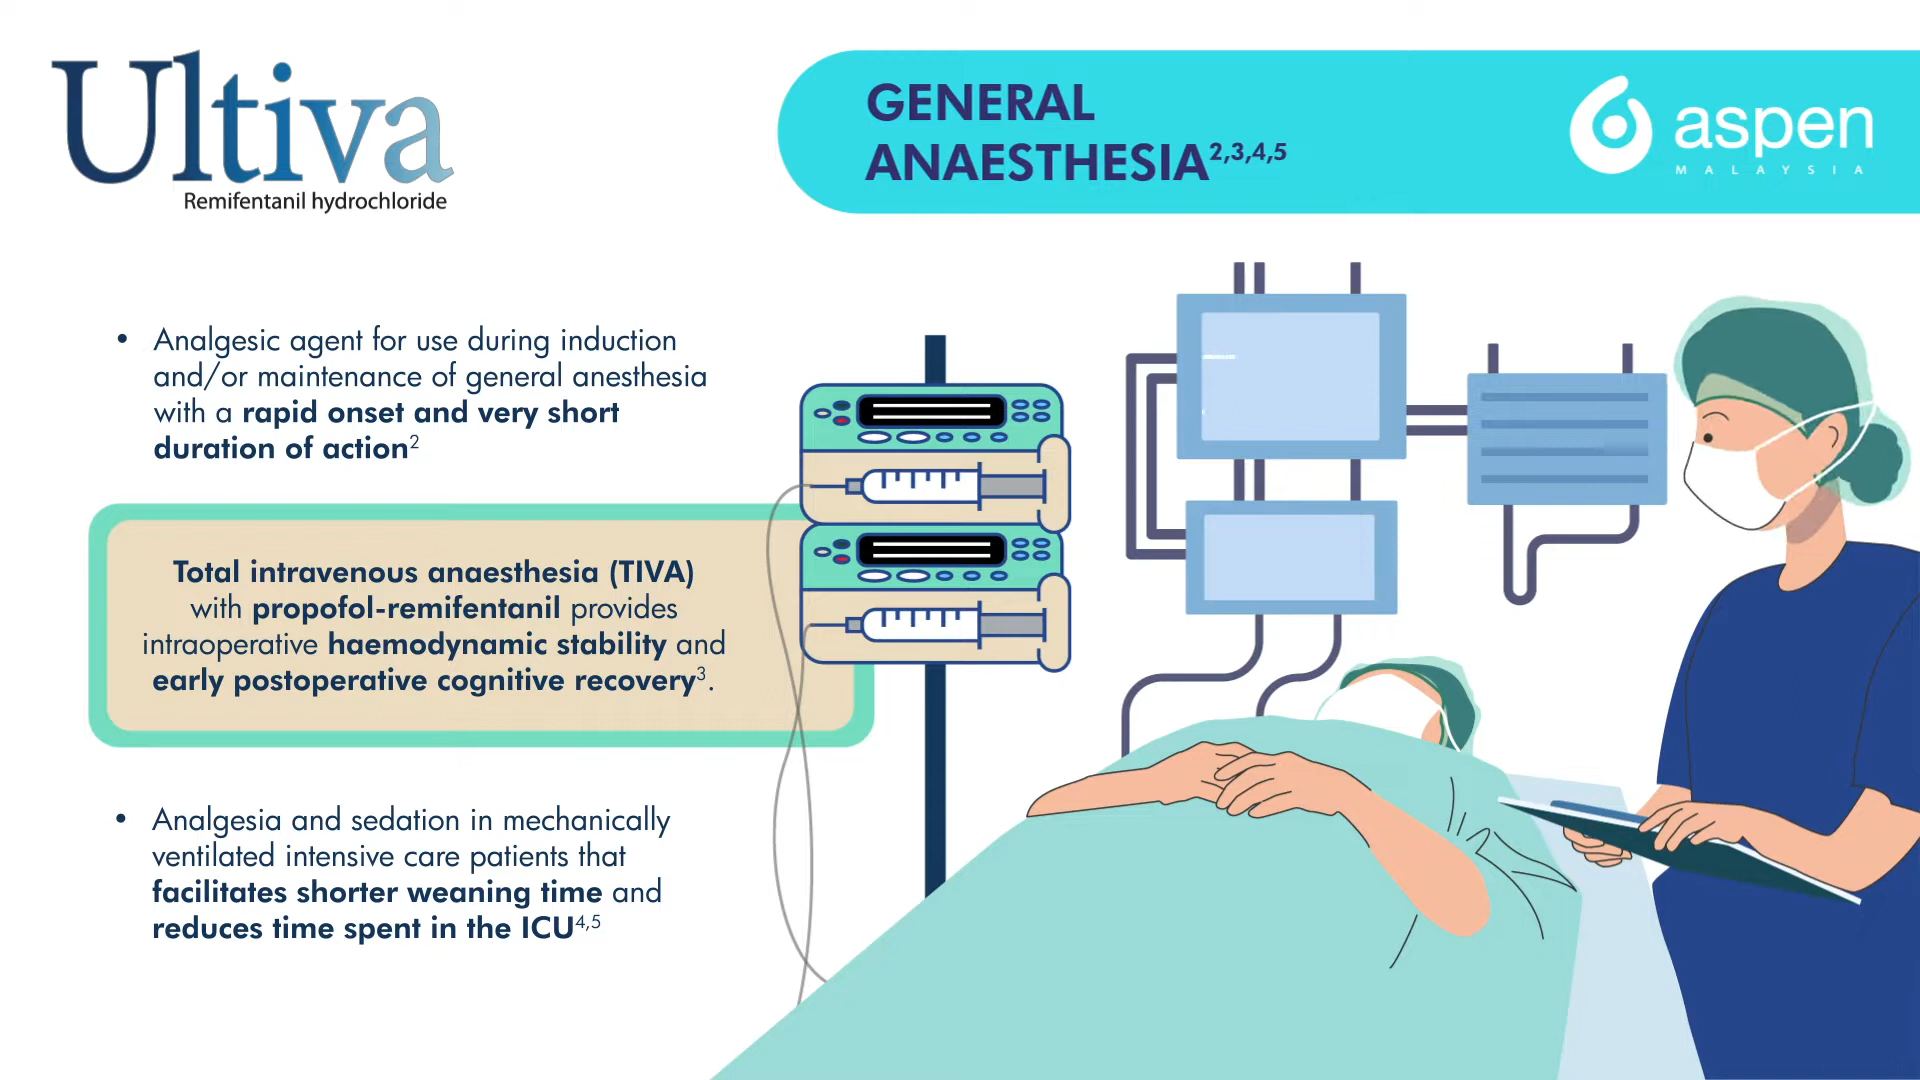 Ultiva
Remifentanil hydrochloride
GENERAL
ANAESTHESIA2,3,4,5
aspen
MALAYSIA
• Analgesic agent for use during induction
and/or maintenance of general anesthesia
with a rapid onset and very short
duration of action2
Total intravenous anaesthesia (TIVA)
with propofol-remifentanil provides
intraoperative haemodynamic stability and
early postoperative cognitive recovery3.
• Analgesia and sedation in mechanically
ventilated intensive care patients that
facilitates shorter weaning time and
reduces time spent in the ICU4,5